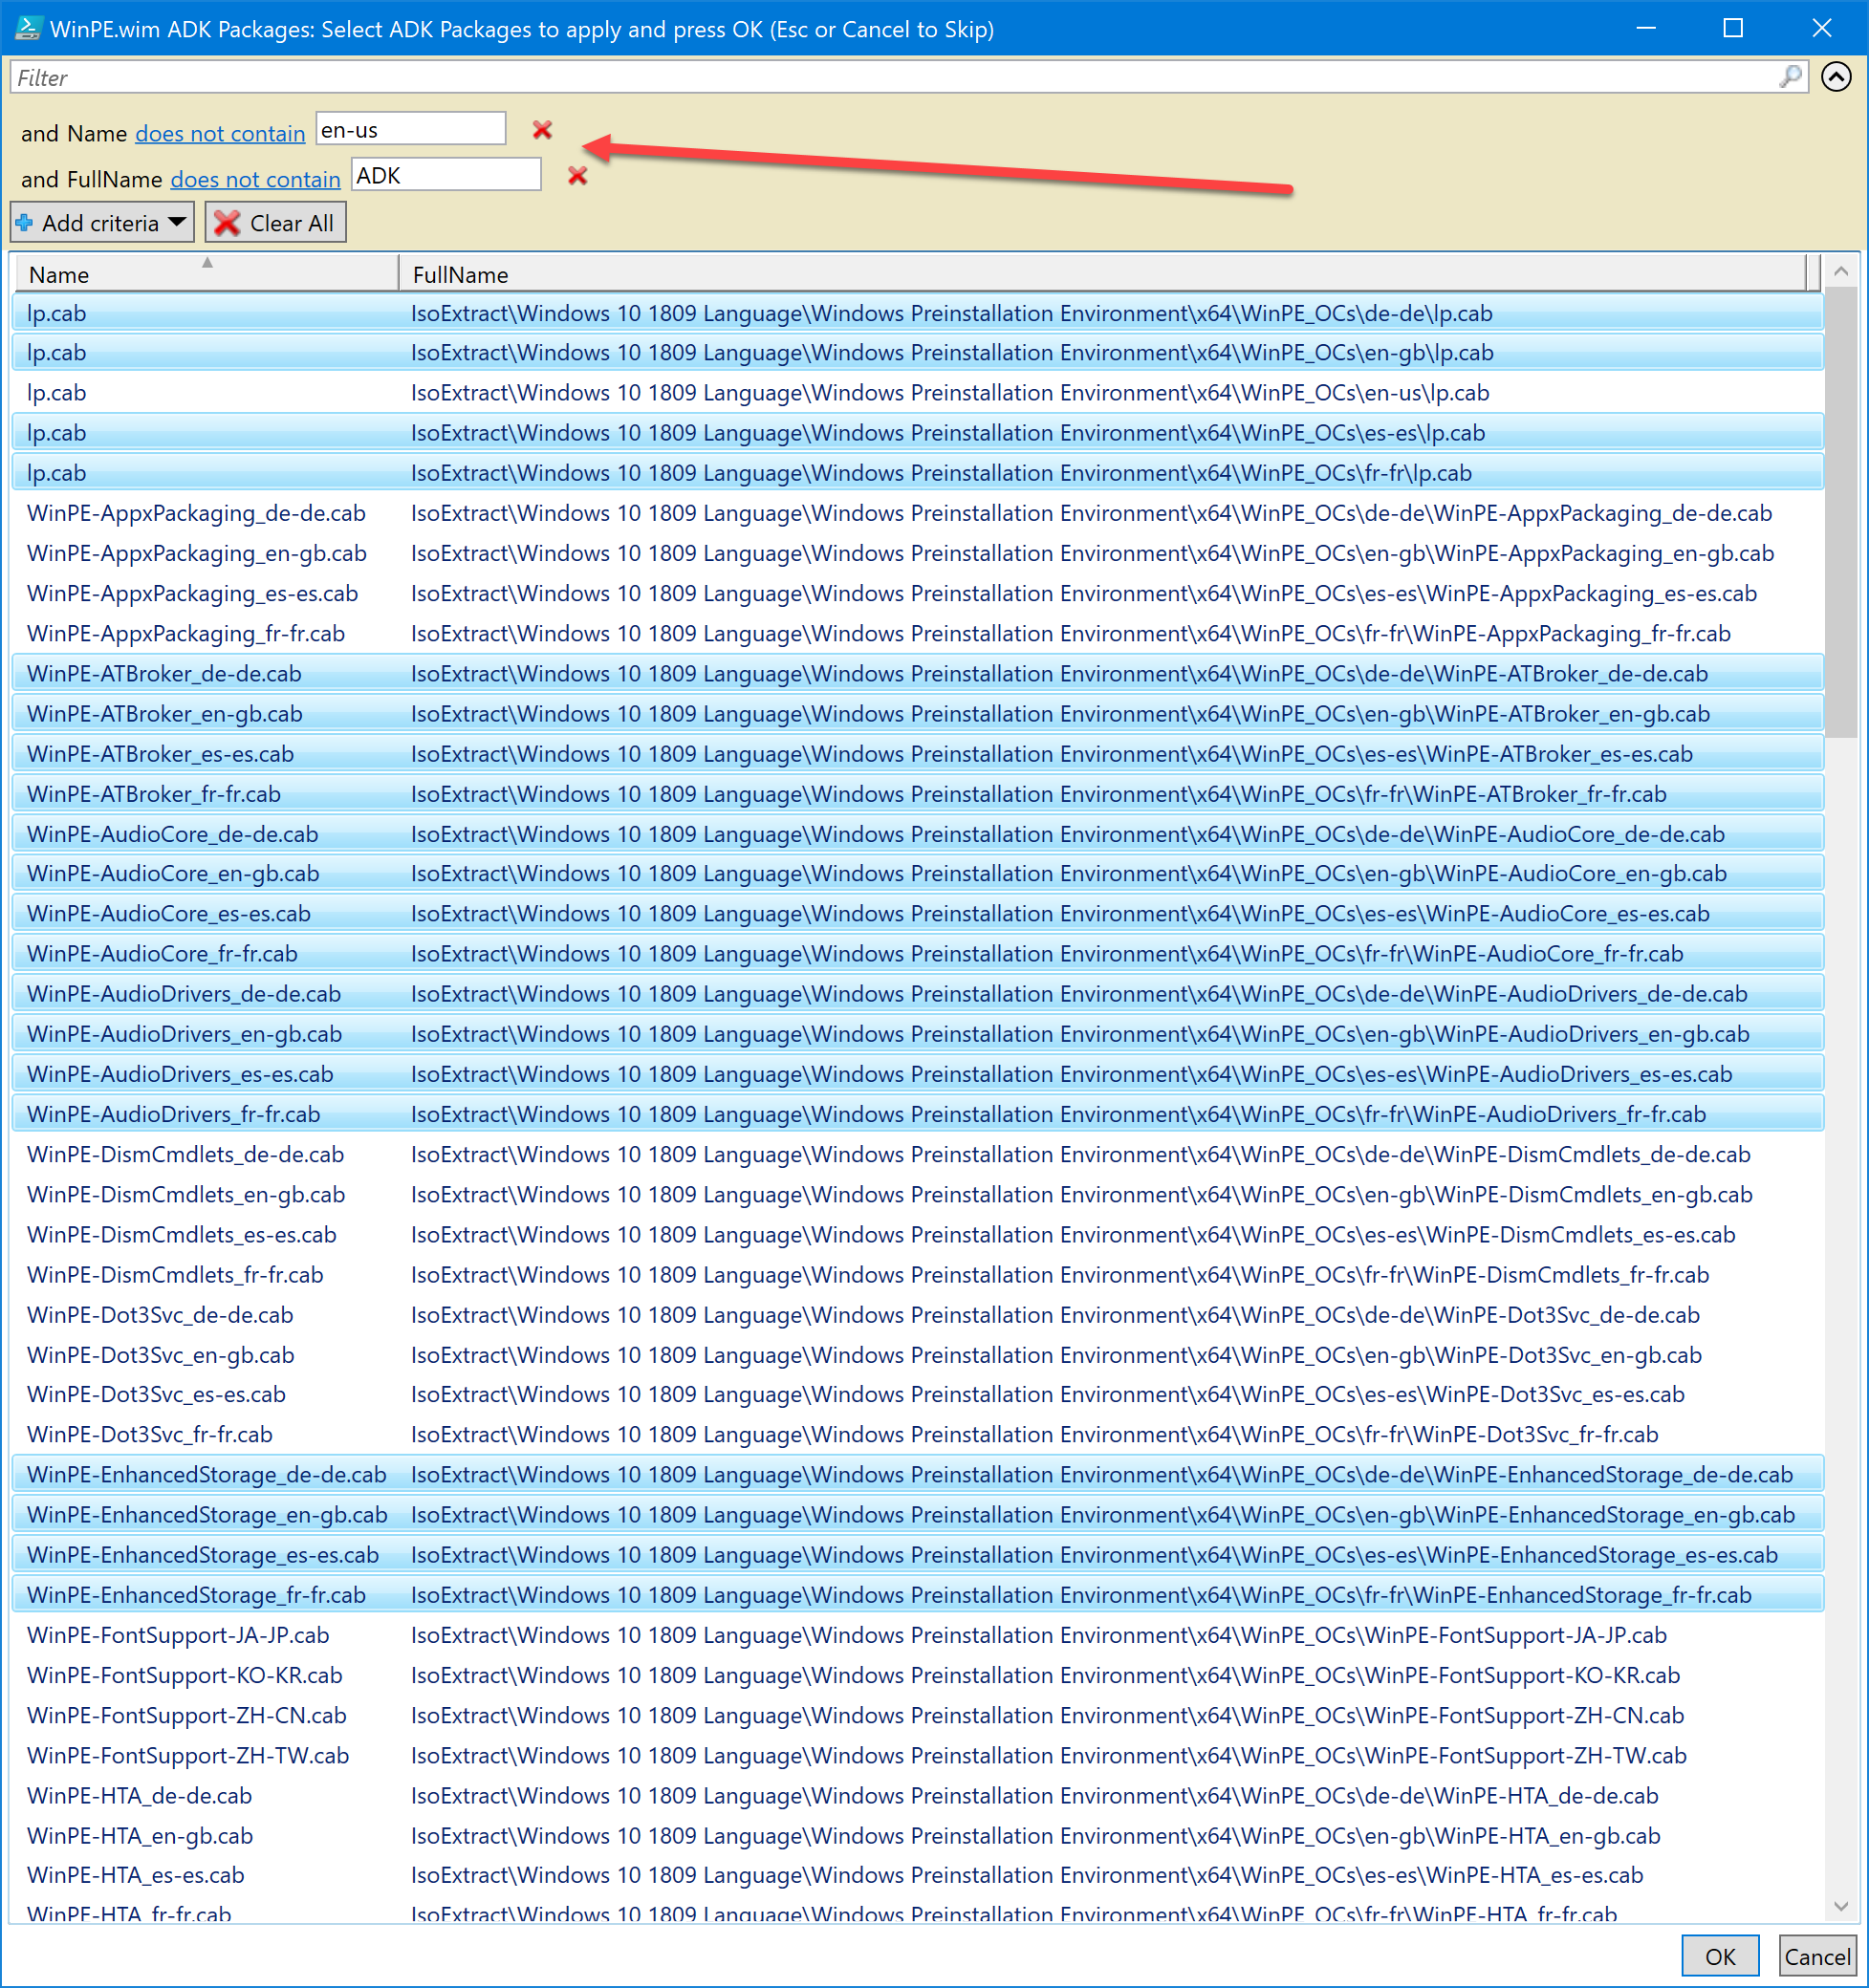 WinPE.wim ADK Packages: Select ADK Packages to apply and press OK (Esc or Cancel to Skip)
Filter
and Name does not contain en-us
and FullName does not contain ADK
Add criteria Clear All
Name FullName
lp.cab IsoExtract\Windows 10 1809 Language\Windows Preinstallation Environment\x64\WinPE_OCs\de-de\lp.cab
lp.cab IsoExtract\Windows 10 1809 Language\Windows Preinstallation Environment\x64\WinPE_OCs\en-gb\lp.cab
lp.cab IsoExtract\Windows 10 1809 Language\Windows Preinstallation Environment\x64\WinPE_OCs\en-us\lp.cab
lp.cab IsoExtract\Windows 10 1809 Language\Windows Preinstallation Environment\x64\WinPE_OCs\es-es\lp.cab
lp.cab IsoExtract\Windows 10 1809 Language\Windows Preinstallation Environment\x64\WinPE_OCs\fr-fr\lp.cab
WinPE-AppxPackaging_de-de.cab IsoExtract\Windows 10 1809 Language\Windows Preinstallation Environment\x64\WinPE_OCs\de-de\WinPE-AppxPackaging_de-de.cab
WinPE-AppxPackaging_en-gb.cab IsoExtract\Windows 10 1809 Language\Windows Preinstallation Environment\x64\WinPE_OCs\en-gb\WinPE-AppxPackaging_en-gb.cab
WinPE-AppxPackaging_es-es.cab IsoExtract\Windows 10 1809 Language\Windows Preinstallation Environment\x64\WinPE_OCs\es-es\WinPE-AppxPackaging_es-es.cab
WinPE-AppxPackaging_fr-fr.cab IsoExtract\Windows 10 1809 Language\Windows Preinstallation Environment\x64\WinPE_OCs\fr-fr\WinPE-AppxPackaging_fr-fr.cab
WinPE-ATBroker_de-de.cab IsoExtract\Windows 10 1809 Language\Windows Preinstallation Environment\x64\WinPE_OCs\de-de\WinPE-ATBroker_de-de.cab
WinPE-ATBroker_en-gb.cab IsoExtract\Windows 10 1809 Language\Windows Preinstallation Environment\x64\WinPE_OCs\en-gb\WinPE-ATBroker_en-gb.cab
WinPE-ATBroker_es-es.cab IsoExtract\Windows 10 1809 Language\Windows Preinstallation Environment\x64\WinPE_OCs\es-es\WinPE-ATBroker_es-es.cab
WinPE-ATBroker_fr-fr.cab IsoExtract\Windows 10 1809 Language\Windows Preinstallation Environment\x64\WinPE_OCs\fr-fr\WinPE-ATBroker_fr-fr.cab
WinPE-AudioCore_de-de.cab IsoExtract\Windows 10 1809 Language\Windows Preinstallation Environment\x64\WinPE_OCs\de-de\WinPE-AudioCore_de-de.cab
WinPE-AudioCore_en-gb.cab IsoExtract\Windows 10 1809 Language\Windows Preinstallation Environment\x64\WinPE_OCs\en-gb\WinPE-AudioCore_en-gb.cab
WinPE-AudioCore_es-es.cab IsoExtract\Windows 10 1809 Language\Windows Preinstallation Environment\x64\WinPE_OCs\es-es\WinPE-AudioCore_es-es.cab
WinPE-AudioCore_fr-fr.cab IsoExtract\Windows 10 1809 Language\Windows Preinstallation Environment\x64\WinPE_OCs\fr-fr\WinPE-AudioCore_fr-fr.cab
WinPE-AudioDrivers_de-de.cab IsoExtract\Windows 10 1809 Language\Windows Preinstallation Environment\x64\WinPE_OCs\de-de\WinPE-AudioDrivers_de-de.cab
WinPE-AudioDrivers_en-gb.cab IsoExtract\Windows 10 1809 Language\Windows Preinstallation Environment\x64\WinPE_OCs\en-gb\WinPE-AudioDrivers_en-gb.cab
WinPE-AudioDrivers_es-es.cab IsoExtract\Windows 10 1809 Language\Windows Preinstallation Environment\x64\WinPE_OCs\es-es\WinPE-AudioDrivers_es-es.cab
WinPE-AudioDrivers_fr-fr.cab IsoExtract\Windows 10 1809 Language\Windows Preinstallation Environment\x64\WinPE_OCs\fr-fr\WinPE-AudioDrivers_fr-fr.cab
WinPE-DismCmdlets_de-de.cab IsoExtract\Windows 10 1809 Language\Windows Preinstallation Environment\x64\WinPE_OCs\de-de\WinPE-DismCmdlets_de-de.cab
WinPE-DismCmdlets_en-gb.cab IsoExtract\Windows 10 1809 Language\Windows Preinstallation Environment\x64\WinPE_OCs\en-gb\WinPE-DismCmdlets_en-gb.cab
WinPE-DismCmdlets_es-es.cab IsoExtract\Windows 10 1809 Language\Windows Preinstallation Environment\x64\WinPE_OCs\es-es\WinPE-DismCmdlets_es-es.cab
WinPE-DismCmdlets_fr-fr.cab IsoExtract\Windows 10 1809 Language\Windows Preinstallation Environment\x64\WinPE_OCs\fr-fr\WinPE-DismCmdlets_fr-fr.cab
WinPE-Dot3Svc_de-de.cab IsoExtract\Windows 10 1809 Language\Windows Preinstallation Environment\x64\WinPE_OCs\de-de\WinPE-Dot3Svc_de-de.cab
WinPE-Dot3Svc_en-gb.cab IsoExtract\Windows 10 1809 Language\Windows Preinstallation Environment\x64\WinPE_OCs\en-gb\WinPE-Dot3Svc_en-gb.cab
WinPE-Dot3Svc_es-es.cab IsoExtract\Windows 10 1809 Language\Windows Preinstallation Environment\x64\WinPE_OCs\es-es\WinPE-Dot3Svc_es-es.cab
WinPE-Dot3Svc_fr-fr.cab IsoExtract\Windows 10 1809 Language\Windows Preinstallation Environment\x64\WinPE_OCs\fr-fr\WinPE-Dot3Svc_fr-fr.cab
WinPE-EnhancedStorage_de-de.cab IsoExtract\Windows 10 1809 Language\Windows Preinstallation Environment\x64\WinPE_OCs\de-de\WinPE-EnhancedStorage_de-de.cab
WinPE-EnhancedStorage_en-gb.cab IsoExtract\Windows 10 1809 Language\Windows Preinstallation Environment\x64\WinPE_OCs\en-gb\WinPE-EnhancedStorage_en-gb.cab
WinPE-EnhancedStorage_es-es.cab IsoExtract\Windows 10 1809 Language\Windows Preinstallation Environment\x64\WinPE_OCs\es-es\WinPE-EnhancedStorage_es-es.cab
WinPE-EnhancedStorage_fr-fr.cab IsoExtract\Windows 10 1809 Language\Windows Preinstallation Environment\x64\WinPE_OCs\fr-fr\WinPE-EnhancedStorage_fr-fr.cab
WinPE-FontSupport-JA-JP.cab IsoExtract\Windows 10 1809 Language\Windows Preinstallation Environment\x64\WinPE_OCs\WinPE-FontSupport-JA-JP.cab
WinPE-FontSupport-KO-KR.cab IsoExtract\Windows 10 1809 Language\Windows Preinstallation Environment\x64\WinPE_OCs\WinPE-FontSupport-KO-KR.cab
WinPE-FontSupport-ZH-CN.cab IsoExtract\Windows 10 1809 Language\Windows Preinstallation Environment\x64\WinPE_OCs\WinPE-FontSupport-ZH-CN.cab
WinPE-FontSupport-ZH-TW.cab IsoExtract\Windows 10 1809 Language\Windows Preinstallation Environment\x64\WinPE_OCs\WinPE-FontSupport-ZH-TW.cab
WinPE-HTA_de-de.cab IsoExtract\Windows 10 1809 Language\Windows Preinstallation Environment\x64\WinPE_OCs\de-de\WinPE-HTA_de-de.cab
WinPE-HTA_en-gb.cab IsoExtract\Windows 10 1809 Language\Windows Preinstallation Environment\x64\WinPE_OCs\en-gb\WinPE-HTA_en-gb.cab
WinPE-HTA_es-es.cab IsoExtract\Windows 10 1809 Language\Windows Preinstallation Environment\x64\WinPE_OCs\es-es\WinPE-HTA_es-es.cab
WinPE-HTA_fr-fr.cab IsoExtract\Windows 10 1809 Language\Windows Preinstallation Environment\x64\WinPE_OCs\fr-fr\WinPE-HTA_fr-fr.cab
OK Cancel